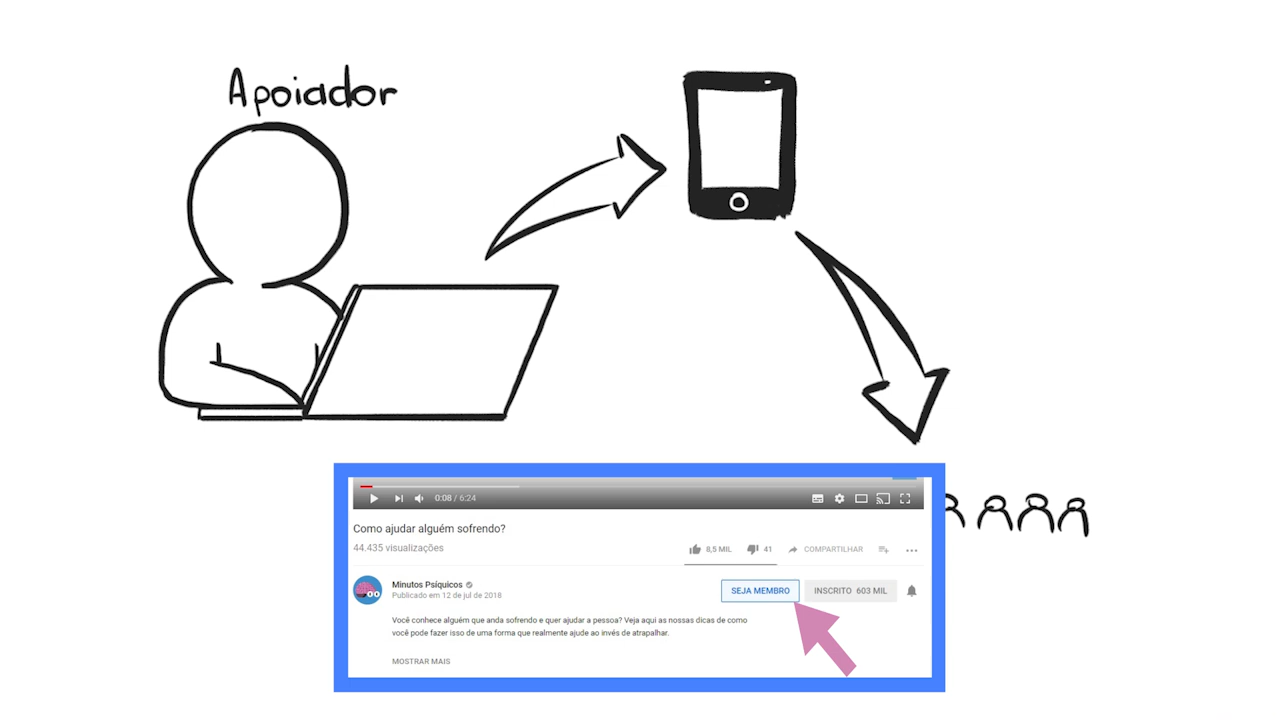 Apoiador
0:08 / 6:24
Como ajudar alguém sofrendo?
44.435 visualizações
8,5 MIL
41
COMPARTILHAR
Minutos Psíquicos
Publicado em 12 de jul de 2018
SEJA MEMBRO
INSCRITO 603 MIL
Você conhece alguém que anda sofrendo e quer ajudar a pessoa? Veja aqui as nossas dicas de como
você pode fazer isso de uma forma que realmente ajude ao invés de atrapalhar.
MOSTRAR MAIS